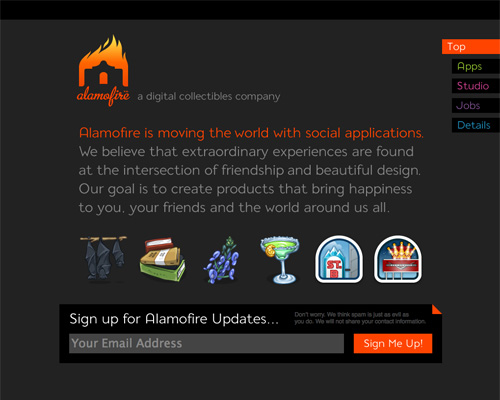 Top
Apps
Studio
Jobs
Details
alamofire
a digital collectibles company
Alamofire is moving the world with social applications.
We believe that extraordinary experiences are found
at the intersection of friendship and beautiful design.
Our goal is to create products that bring happiness
to you, your friends and the world around us all.
Sign up for Alamofire Updates...
Don't worry. We think spam is just as evil as
you do. We will not share your contact information.
Your Email Address
Sign Me Up!